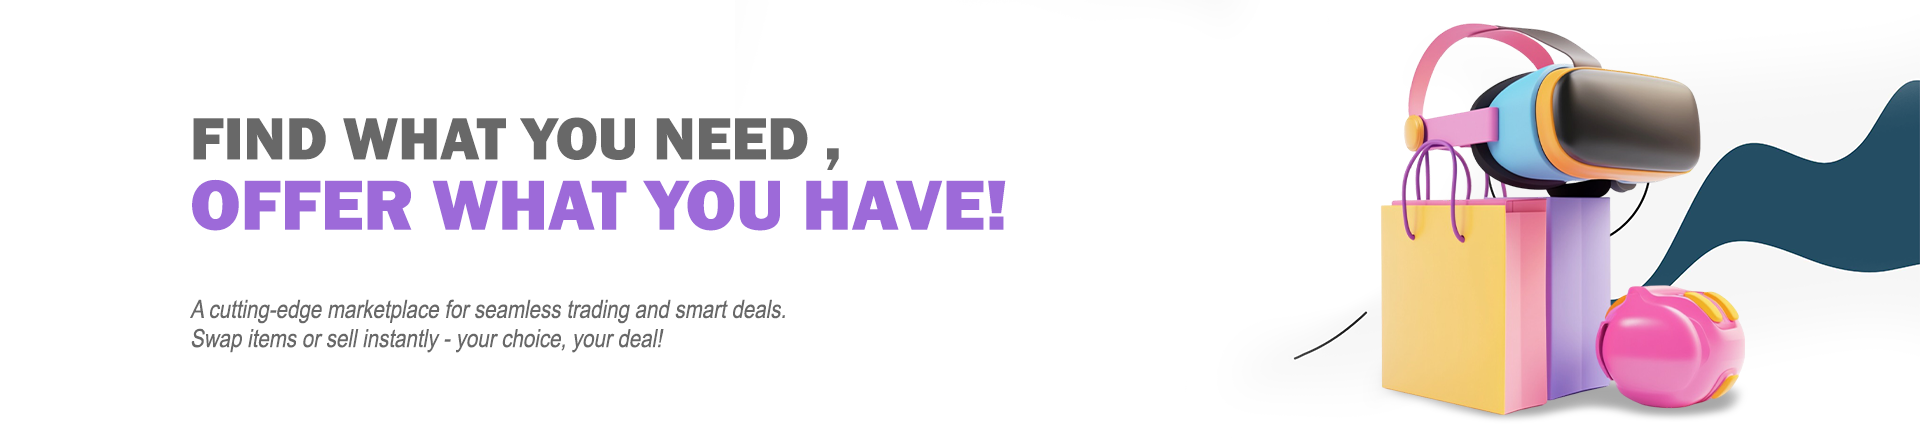 FIND WHAT YOU NEED ,
OFFER WHAT YOU HAVE!
A cutting-edge marketplace for seamless trading and smart deals.
Swap items or sell instantly - your choice, your deal!